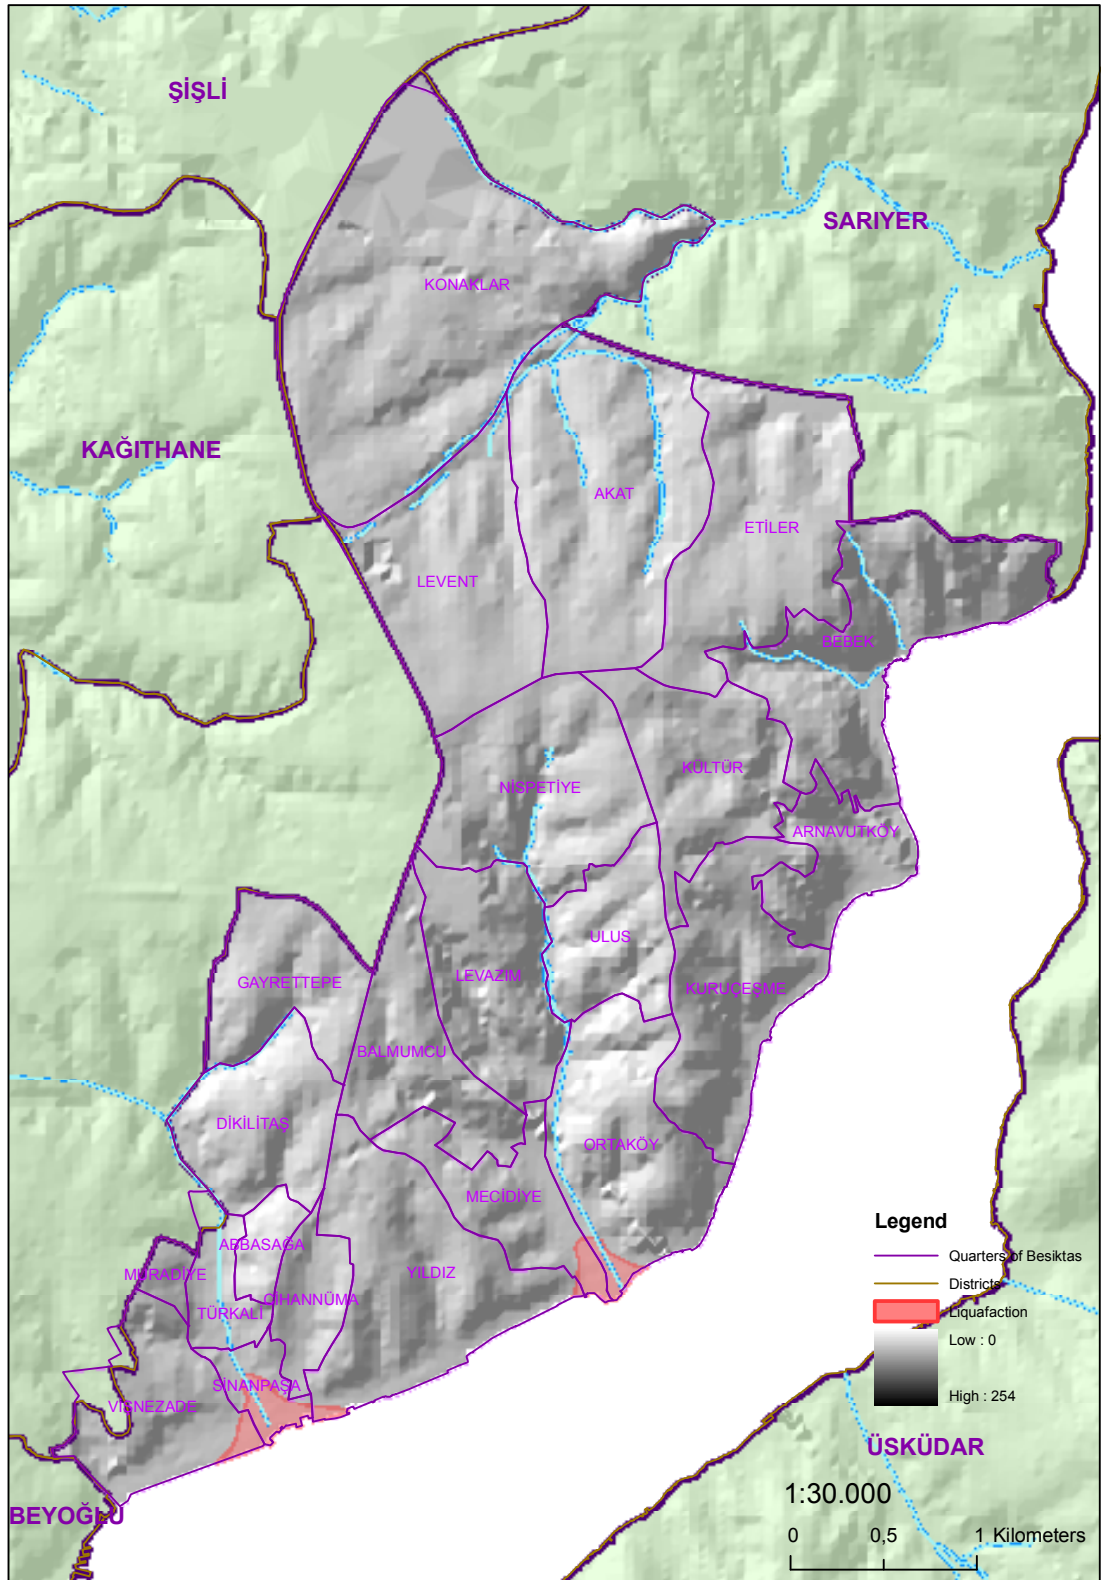 ŞİŞLİ
SARIYER
KONAKLAR
KAĞITHANE
AKAT
ETİLER
LEVENT
BEBEK
KÜLTÜR
NİSPETİYE
ARNAVUTKÖY
ULUS
LEVAZIM
GAYRETTEPE
KURUÇEŞME
BALMUMCU
DİKİLİTAŞ
ORTAKÖY
MECİDİYE
ABBASAĞA
MURADİYE
YILDIZ
CİHANNÜMA
TÜRKALİ
SİNANPAŞA
VİŞNEZADE
Legend
Quarters of Besiktas
Districts
Liquafaction
Low : 0
High : 254
ÜSKÜDAR
1:30.000
BEYOĞLU
0 0,5 1 Kilometers